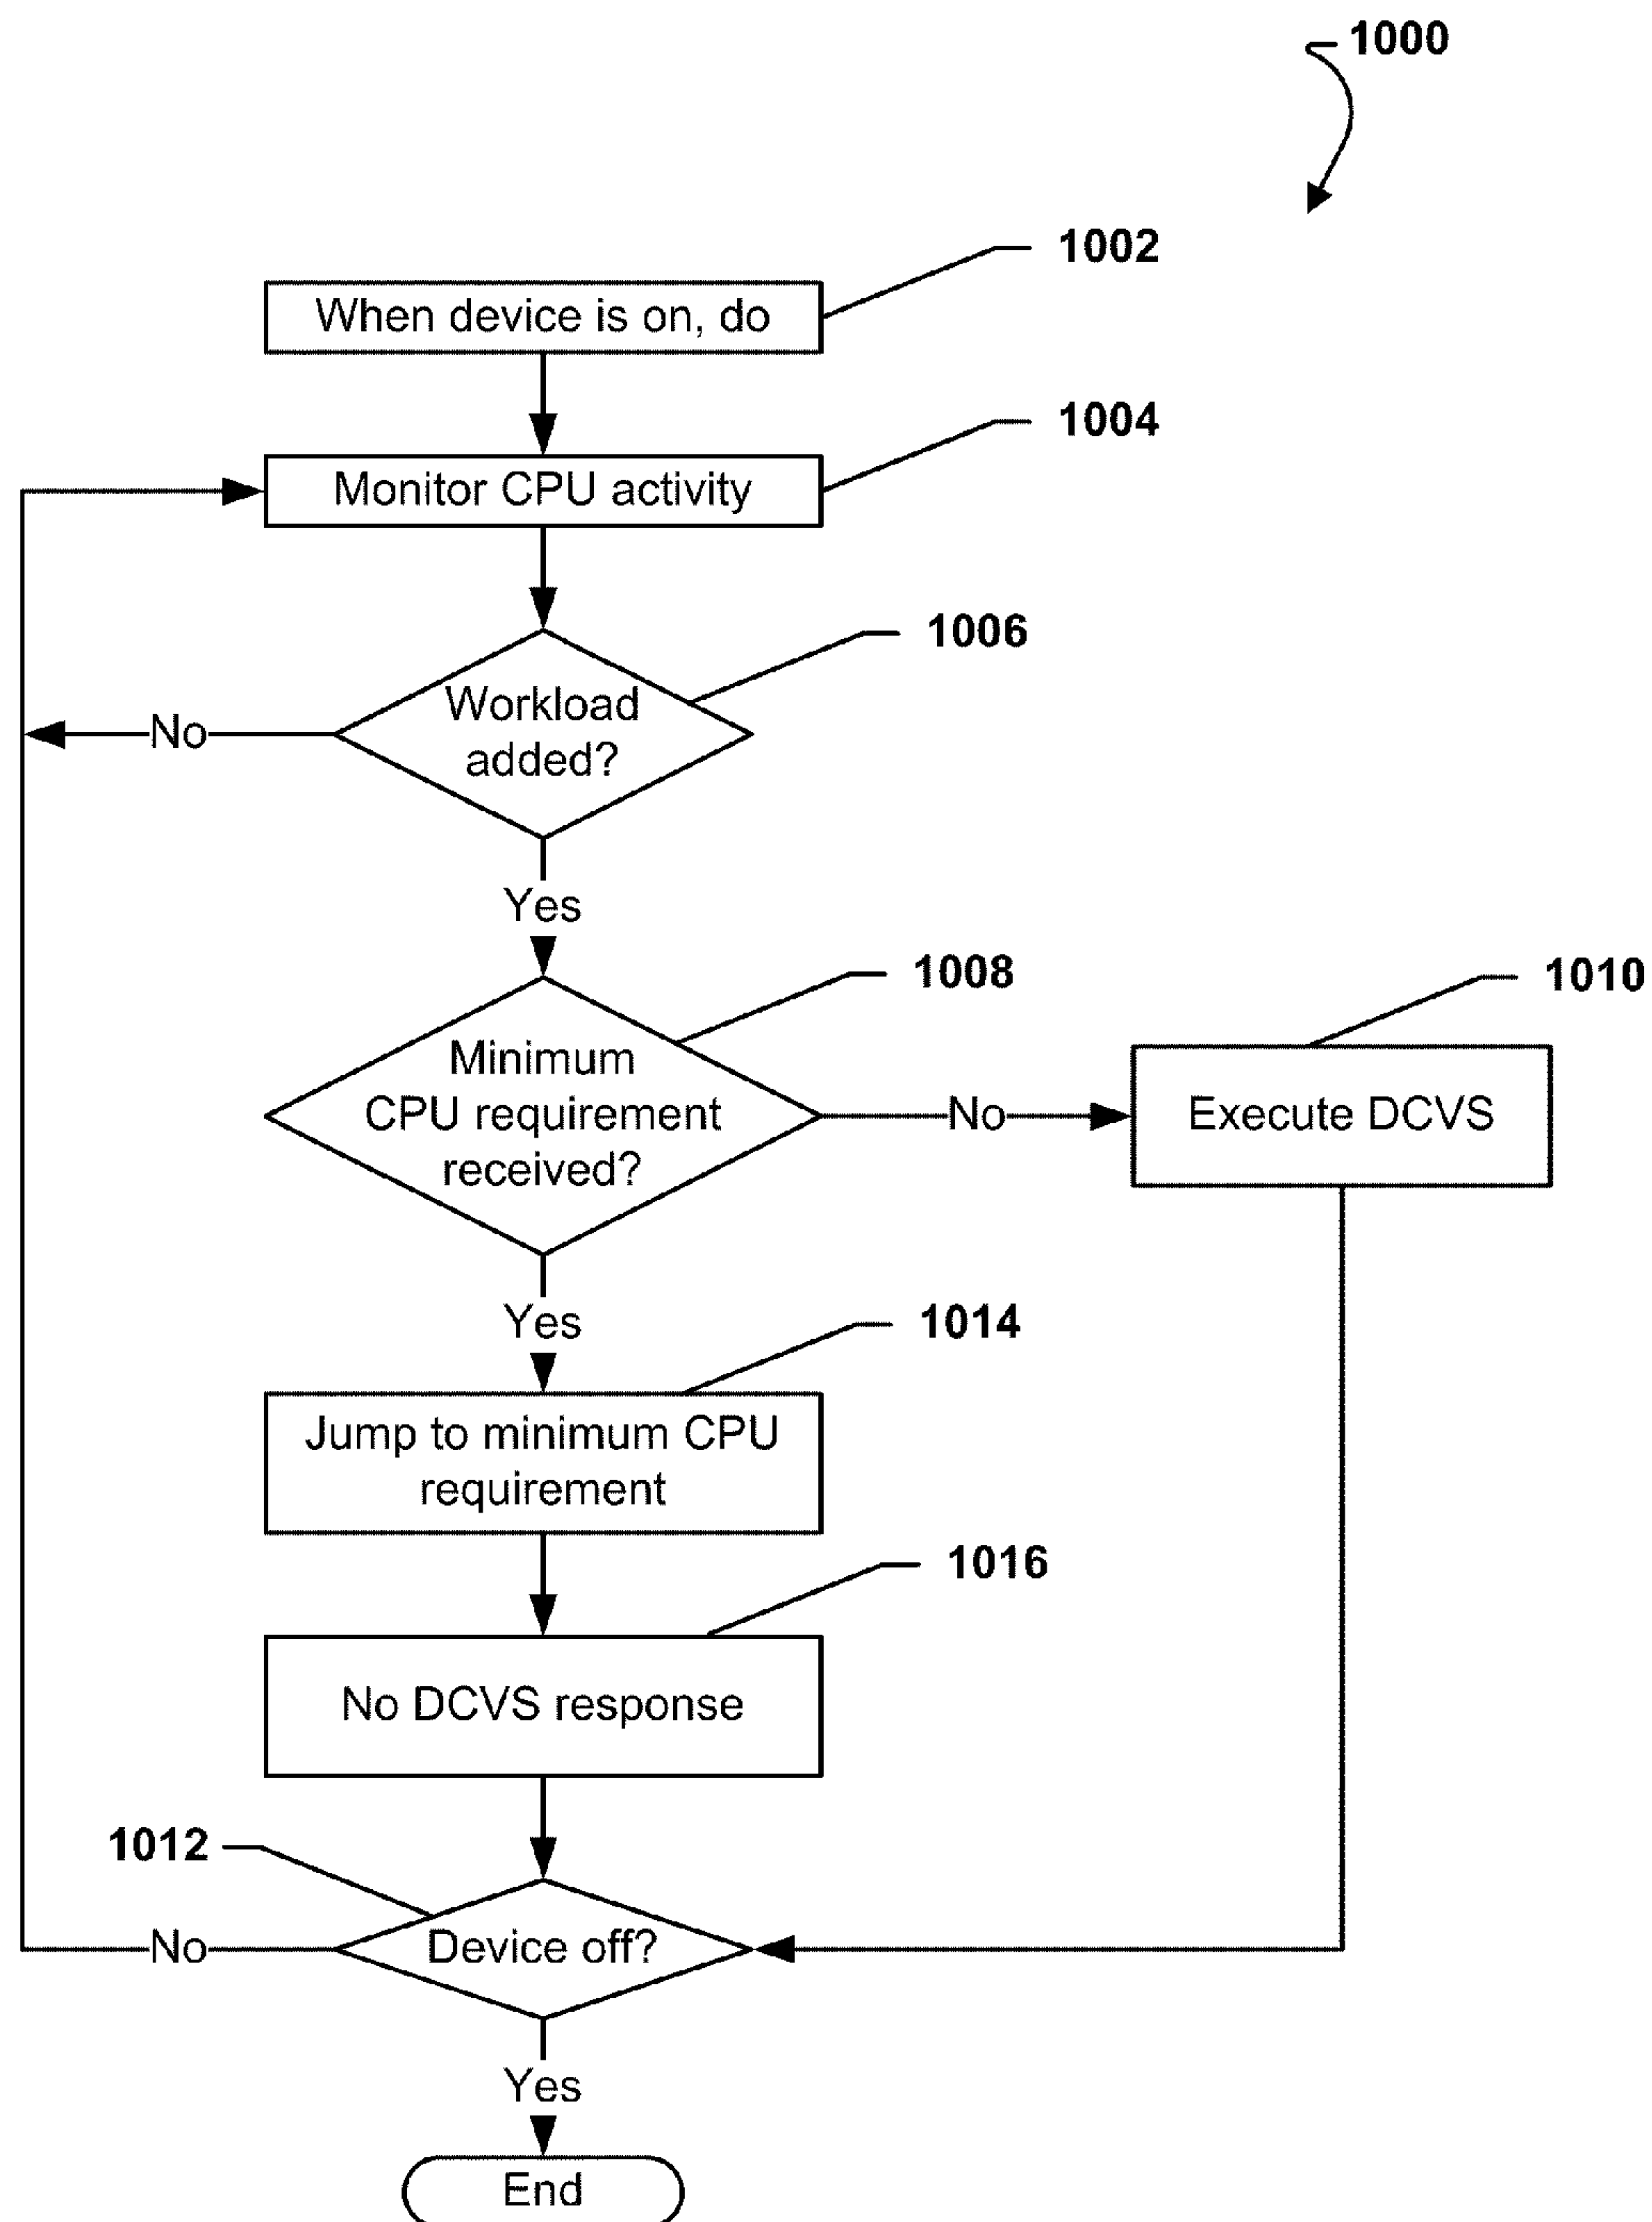 1000
1002
When device is on, do
1004
Monitor CPU activity
1006
Workload
added?
No
Yes
1008
1010
Minimum
CPU requirement
received?
No
Execute DCVS
Yes
1014
Jump to minimum CPU
requirement
1016
No DCVS response
1012
Device off?
No
Yes
End